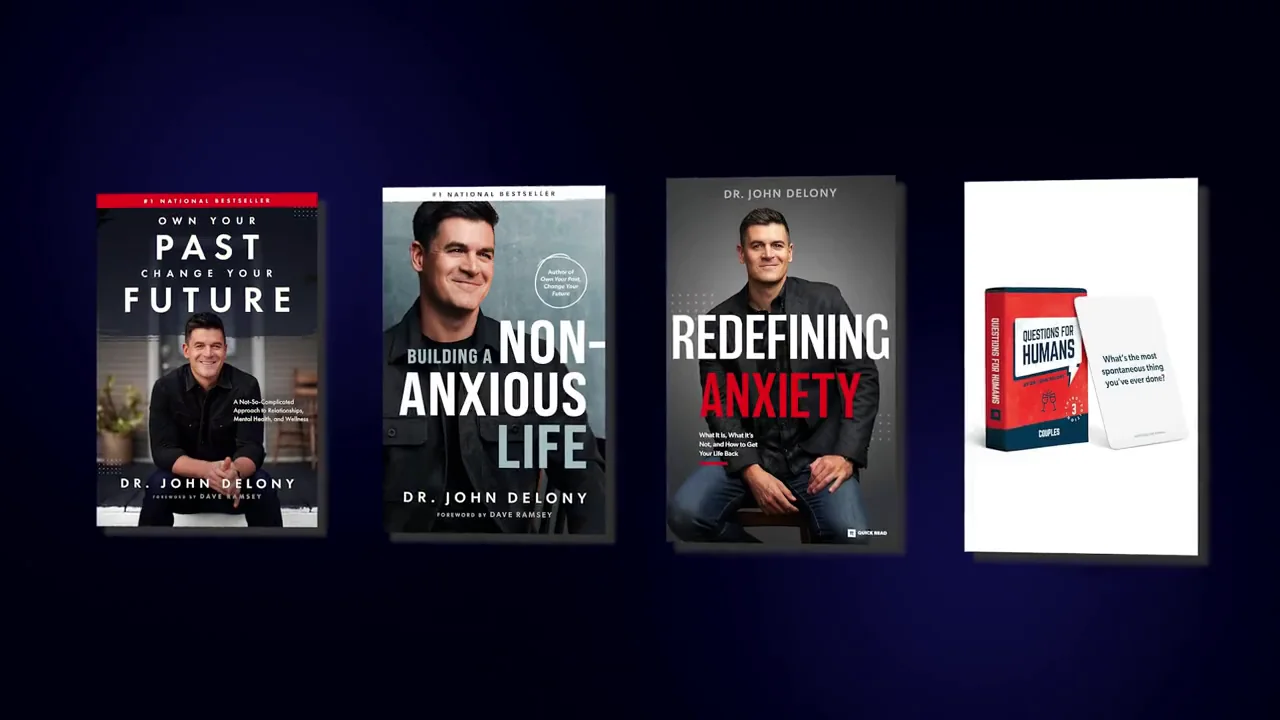 #1 NATIONAL BESTSELLER
OWN YOUR
PAST
CHANGE YOUR
FUTURE
A Not-So-Complicated
Approach to Relationships,
Mental Health, and Wellness
DR. JOHN DELONY
FOREWORD BY DAVE RAMSEY
#1 NATIONAL BESTSELLER
Author of
Own Your Past,
Change Your
Future
BUILDING A NON-
ANXIOUS
LIFE
DR. JOHN DELONY
FOREWORD BY DAVE RAMSEY
DR. JOHN DELONY
REDEFINING
ANXIETY
What It Is, What It's
Not, and How to Get
Your Life Back
QUICK READ
QUESTIONS FOR HUMANS
QUESTIONS FOR
HUMANS
3
COUPLES
What's the most
spontaneous thing
you've ever done?